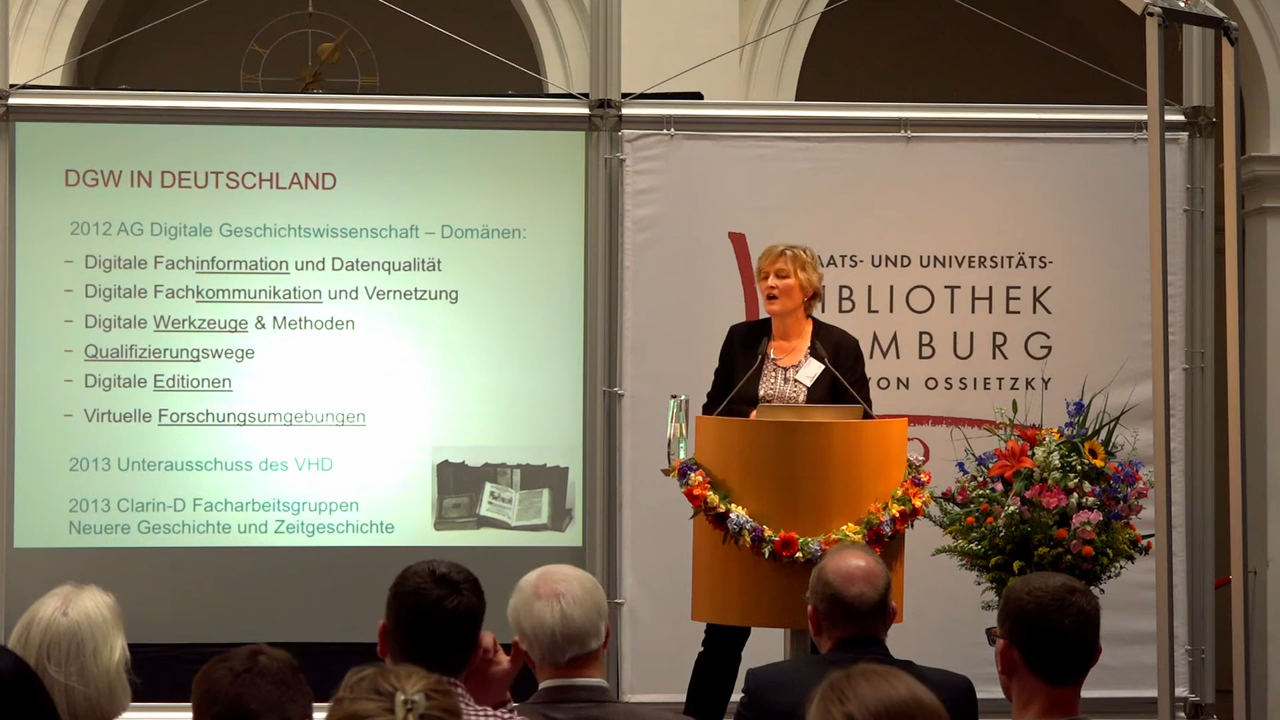 DGW IN DEUTSCHLAND
2012 AG Digitale Geschichtswissenschaft – Domänen:
– Digitale Fachinformation und Datenqualität
– Digitale Fachkommunikation und Vernetzung
– Digitale Werkzeuge & Methoden
– Qualifizierungswege
– Digitale Editionen
– Virtuelle Forschungsumgebungen
2013 Unterausschuss des VHD
2013 Clarin-D Facharbeitsgruppen
Neuere Geschichte und Zeitgeschichte
AATS- UND UNIVERSITÄTS-
IBLIOTHEK
MBURG
VON OSSIETZKY